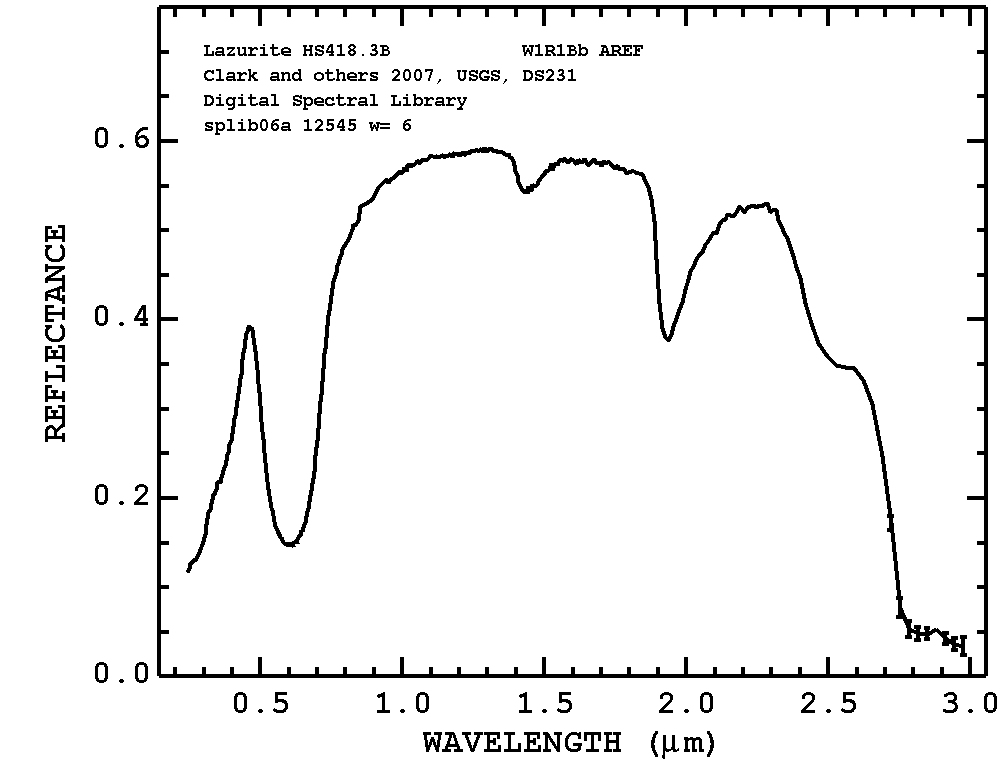 Lazurite HS418.3B W1R1Bb AREF
Clark and others 2007, USGS, DS231
Digital Spectral Library
splib06a 12545 w= 6
REFLECTANCE
0.6
0.4
0.2
0.0
0.5 1.0 1.5 2.0 2.5 3.0
WAVELENGTH (μm)